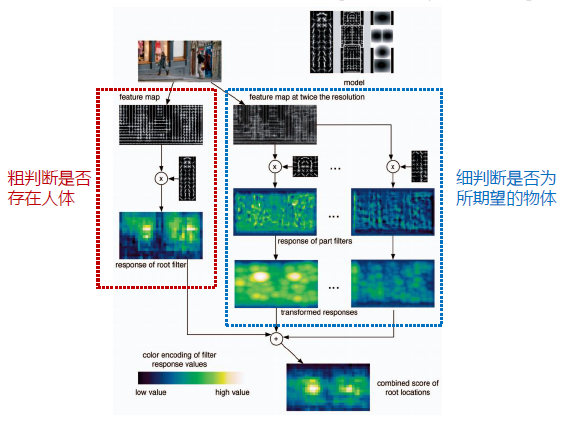 model
feature map
feature map at twice the resolution
粗判断是否
存在人体
x
x
x
...
细判断是否为
所期望的物体
...
response of part filters
response of root filter
...
transformed responses
+
color encoding of filter
response values
low value
high value
combined score of
root locations